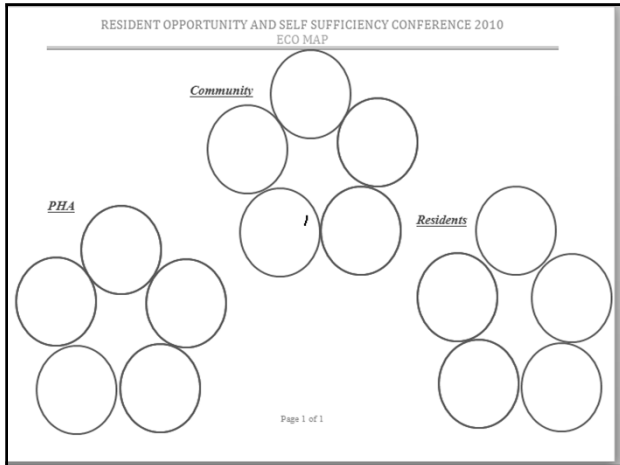 RESIDENT OPPORTUNITY AND SELF SUFFICIENCY CONFERENCE 2010
ECO MAP
Community
PHA
Residents
Page 1 of 1